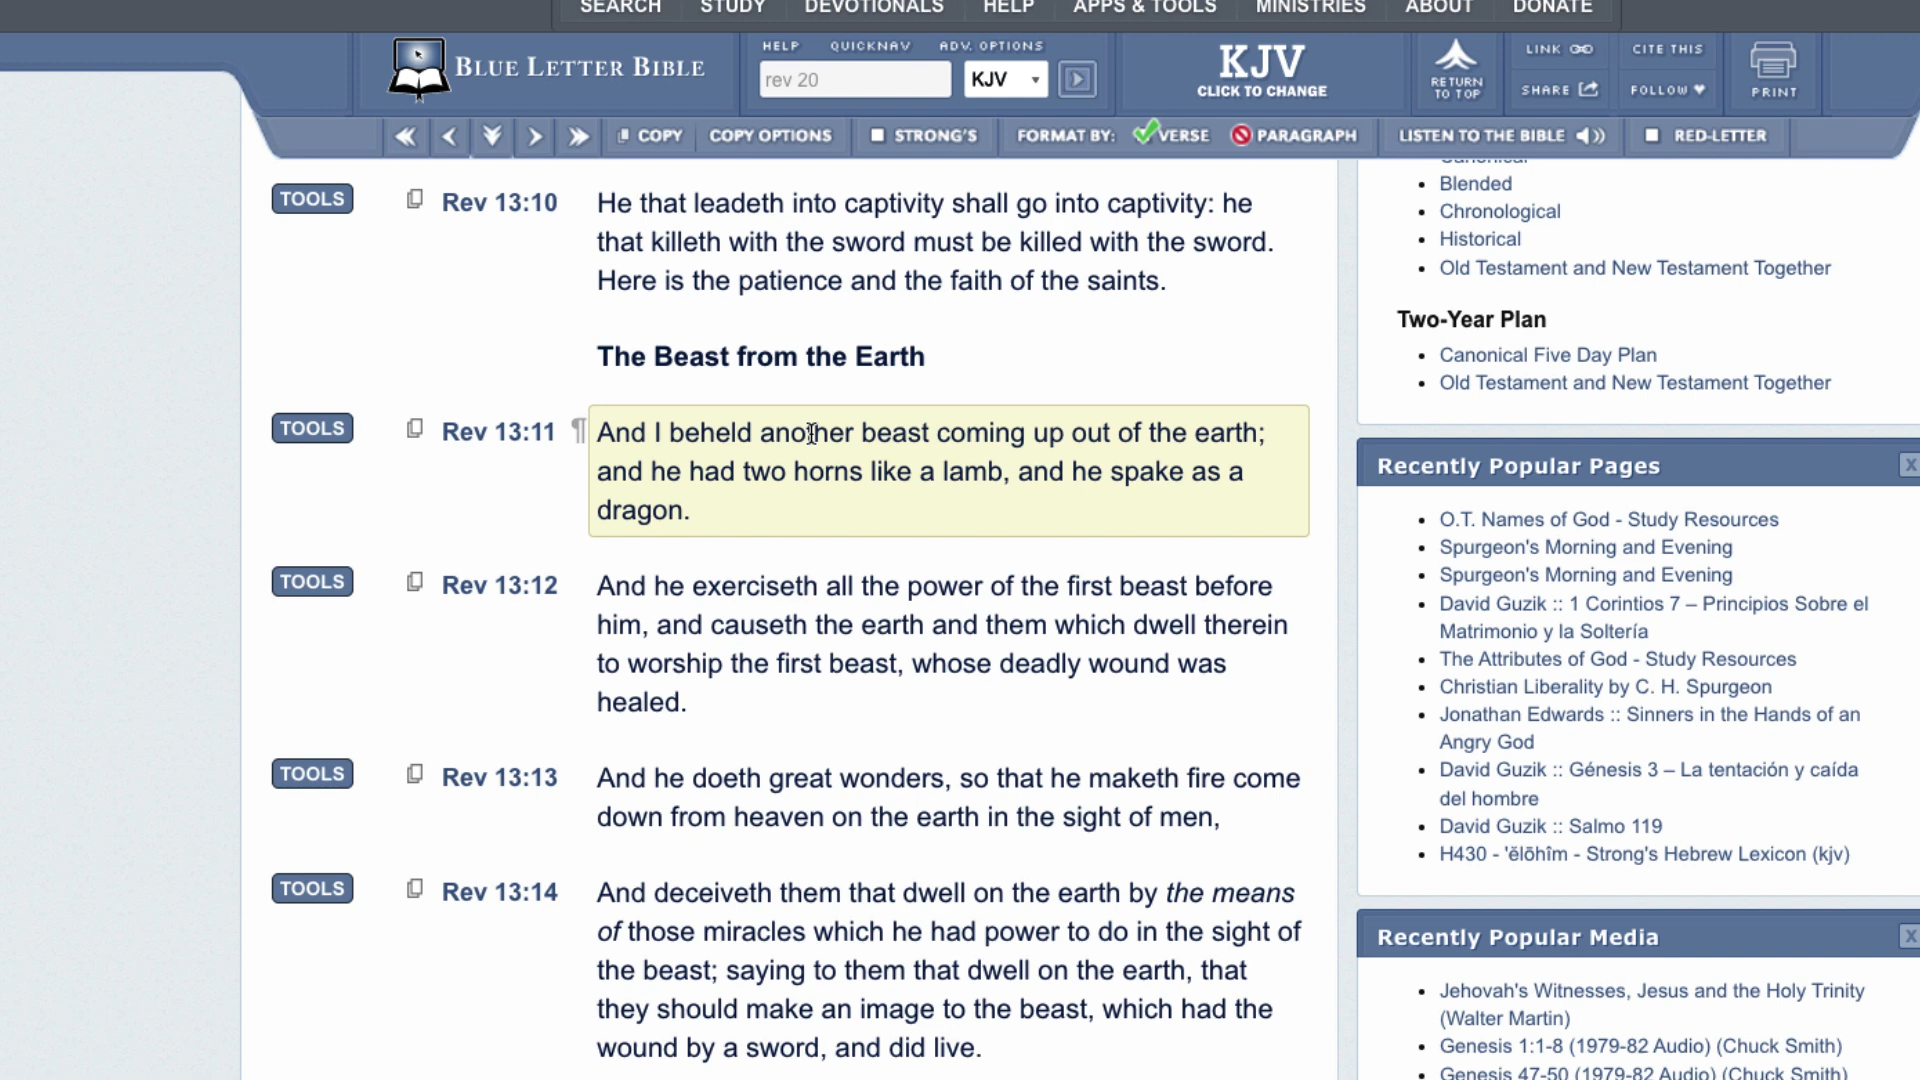 SEARCH STUDY DEVOTIONALS HELP APPS & TOOLS MINISTRIES ABOUT DONATE
BLUE LETTER BIBLE
HELP QUICKNAV ADV. OPTIONS
rev 20 KJV
KJV
CLICK TO CHANGE
RETURN
TO TOP
LINK
SHARE
CITE THIS
FOLLOW
PRINT
COPY COPY OPTIONS STRONG'S FORMAT BY: VERSE PARAGRAPH LISTEN TO THE BIBLE RED-LETTER
TOOLS Rev 13:10 He that leadeth into captivity shall go into captivity: he
that killeth with the sword must be killed with the sword.
Here is the patience and the faith of the saints.
The Beast from the Earth
TOOLS Rev 13:11 ¶ And I beheld another beast coming up out of the earth;
and he had two horns like a lamb, and he spake as a
dragon.
TOOLS Rev 13:12 And he exerciseth all the power of the first beast before
him, and causeth the earth and them which dwell therein
to worship the first beast, whose deadly wound was
healed.
TOOLS Rev 13:13 And he doeth great wonders, so that he maketh fire come
down from heaven on the earth in the sight of men,
TOOLS Rev 13:14 And deceiveth them that dwell on the earth by the means
of those miracles which he had power to do in the sight of
the beast; saying to them that dwell on the earth, that
they should make an image to the beast, which had the
wound by a sword, and did live.
Canonical
Blended
Chronological
Historical
Old Testament and New Testament Together
Two-Year Plan
Canonical Five Day Plan
Old Testament and New Testament Together
Recently Popular Pages X
O.T. Names of God - Study Resources
Spurgeon's Morning and Evening
Spurgeon's Morning and Evening
David Guzik :: 1 Corintios 7 – Principios Sobre el
Matrimonio y la Soltería
The Attributes of God - Study Resources
Christian Liberality by C. H. Spurgeon
Jonathan Edwards :: Sinners in the Hands of an
Angry God
David Guzik :: Génesis 3 – La tentación y caída
del hombre
David Guzik :: Salmo 119
H430 - 'ĕlōhîm - Strong's Hebrew Lexicon (kjv)
Recently Popular Media X
Jehovah's Witnesses, Jesus and the Holy Trinity
(Walter Martin)
Genesis 1:1-8 (1979-82 Audio) (Chuck Smith)
Genesis 47-50 (1979-82 Audio) (Chuck Smith)